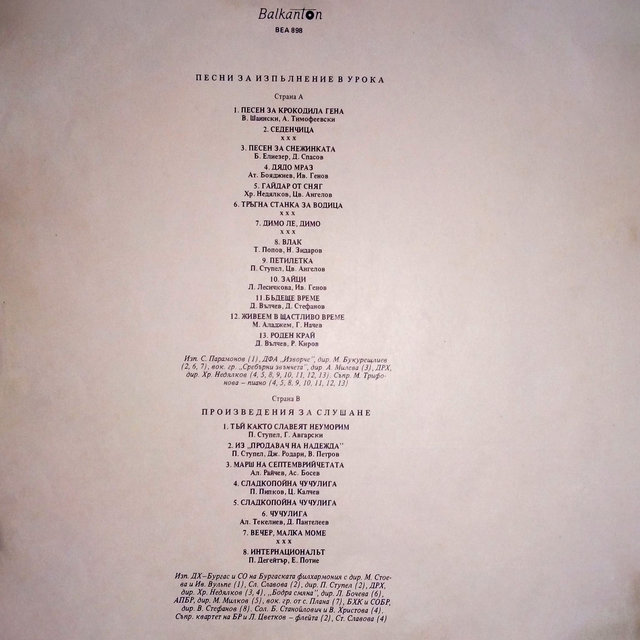 Balkanton
BEA 898
ПЕСНИ ЗА ИЗПЪЛНЕНИЕ В УРОКА
Страна А
1. ПЕСЕН ЗА КРОКОДИЛА ГЕНА
В. Шаински, А. Тимофеевски
2. СЕДЕНЧИЦА
x x x
3. ПЕСЕН ЗА СНЕЖИНКАТА
Б. Елиезер, Д. Спасов
4. ДЯДО МРАЗ
Ат. Бояджиев, Ив. Генов
5. ГАЙДАР ОТ СНЯГ
Хр. Недялков, Цв. Ангелов
6. ТРЪГНА СТАНКА ЗА ВОДИЦА
x x x
7. ДИМО ЛЕ, ДИМО
x x x
8. ВЛАК
Т. Попов, Н. Зидаров
9. ПЕТИЛЕТКА
П. Ступел, Цв. Ангелов
10. ЗАЙЦИ
Л. Лесичкова, Ив. Генов
11.БЪДЕЩЕ ВРЕМЕ
Д. Вълчев, Д. Стефанов
12. ЖИВЕЕМ В ЩАСТЛИВО ВРЕМЕ
М. Аладжем, Г. Начев
13. РОДЕН КРАЙ
Д. Вълчев, Р. Киров
Изп. С. Парамонов (1), ДФА „Изворче", дир. М. Букурещлиев
(2, 6, 7), вок. гр. „Сребърни звънчета", дир. А. Милева (3), ДРХ,
дир. Хр. Недялков (4, 5, 8, 9, 10, 11, 12, 13). Съпр. М. Трифо-
нова – пиано (4, 5, 8, 9, 10, 11, 12, 13)
Страна В
ПРОИЗВЕДЕНИЯ ЗА СЛУШАНЕ
1. ТЪЙ КАКТО СЛАВЕЯТ НЕУМОРИМ
П. Ступел, Г. Авгарски
2. ИЗ „ПРОДАВАЧ НА НАДЕЖДА"
П. Ступел, Дж. Родари, В. Петров
3. МАРШ НА СЕПТЕМВРИЙЧЕТАТА
Ал. Райчев, Ас. Босев
4. СЛАДКОПОЙНА ЧУЧУЛИГА
П. Пипков, Ц. Калчев
5. СЛАДКОПОЙНА ЧУЧУЛИГА
6. ЧУЧУЛИГА
Ал. Текелиев, Д. Пантелеев
7. ВЕЧЕР, МАЛКА МОМЕ
x x x
8. ИНТЕРНАЦИОНАЛЪТ
П. Дегейтър, Е. Потие
Изп. ДХ–Бургас и СО на Бургаската филхармония с дир. М. Стое-
ва и Ив. Вульпе (1), Сл. Славова (2), дир. П. Ступел (2), ДРХ,
дир. Хр. Недялков (3, 4), „Бодра смяна", дир. Л. Бочева (6),
АПБР, дир. М. Милков (5), вок. гр. от с. Плана (7), БХК и СОБР,
дир. В. Стефанов (8). Сол. Б. Станойлович и В. Христова (4).
Съпр. квартет на БР и Л. Цветков – флейта (2), Ст. Славова (4)